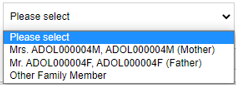 Please select
Please select
Mrs. ADOL000004M, ADOL000004M (Mother)
Mr. ADOL000004F, ADOL000004F (Father)
Other Family Member